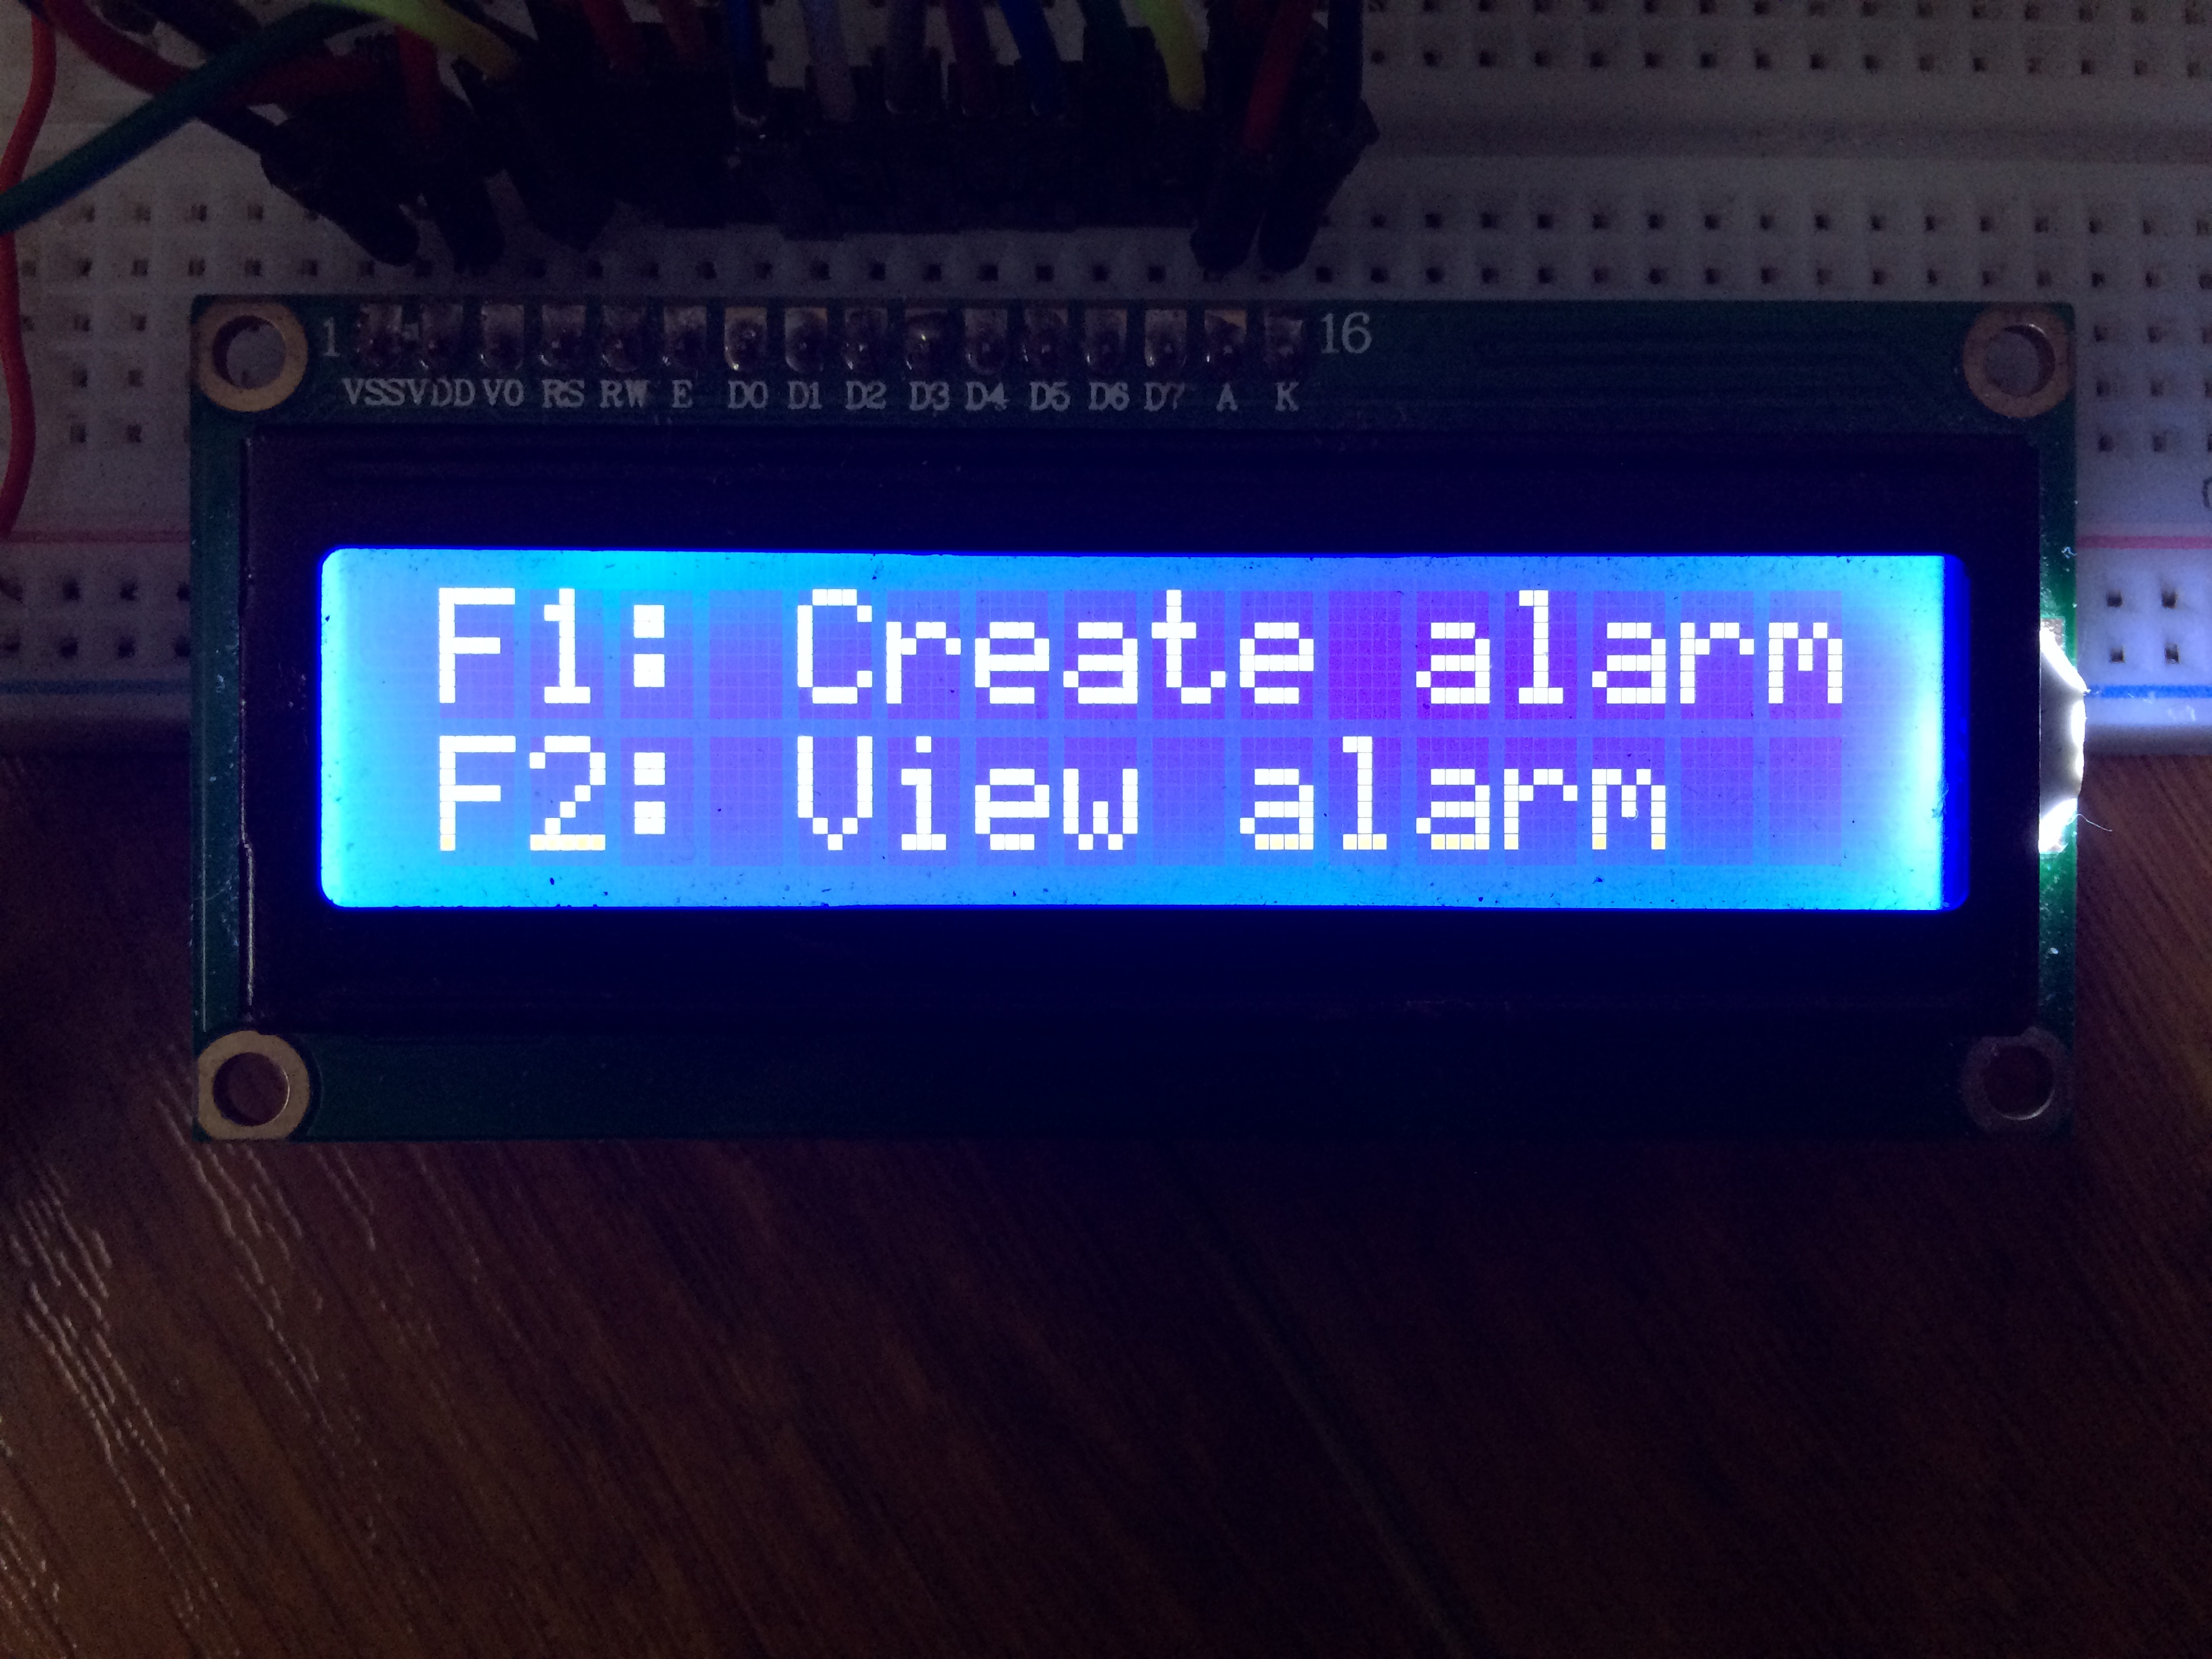 F1: Create alarm
F2: View alarm
1 VSS VDD V0 RS RW E D0 D1 D2 D3 D4 D5 D6 D7 A K 16